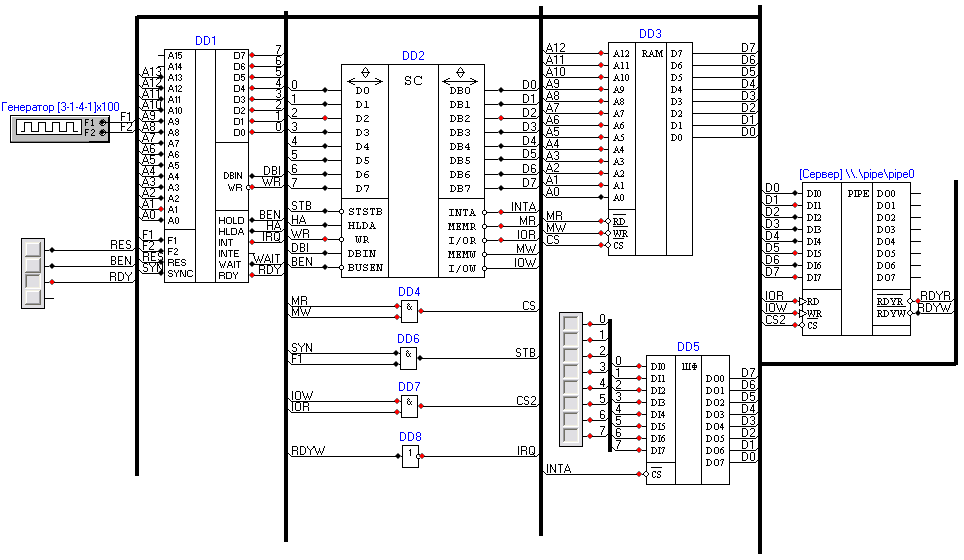 Генератор [3-1-4-1]x100
F1
F2
F1
F2
RES
BEN
RDY
DD1
A13
A12
A11
A10
A9
A8
A7
A6
A5
A4
A3
A2
A1
A0
F1
F2
RES
SYN
A15
A14
A13
A12
A11
A10
A9
A8
A7
A6
A5
A4
A3
A2
A1
A0
F1
F2
RES
SYNC
D7
D6
D5
D4
D3
D2
D1
D0
DBIN
WR
HOLD
HLDA
INT
INTE
WAIT
RDY
7
6
5
4
3
2
1
0
DBI
WR
BEN
HA
IRQ
WAIT
RDY
DD2
SC
0
1
2
3
4
5
6
7
STB
HA
WR
DBI
BEN
D0
D1
D2
D3
D4
D5
D6
D7
STSTB
HLDA
WR
DBIN
BUSEN
DB0
DB1
DB2
DB3
DB4
DB5
DB6
DB7
INTA
MEMR
I/OR
MEMW
I/OW
D0
D1
D2
D3
D4
D5
D6
D7
INTA
MR
IOR
MW
IOW
DD4
MR
MW
&
CS
DD6
SYN
F1
&
STB
DD7
IOW
IOR
&
CS2
DD8
RDYW
1
IRQ
DD3
RAM
A12
A11
A10
A9
A8
A7
A6
A5
A4
A3
A2
A1
A0
MR
MW
CS
A12
A11
A10
A9
A8
A7
A6
A5
A4
A3
A2
A1
A0
RD
WR
CS
D7
D6
D5
D4
D3
D2
D1
D0
D7
D6
D5
D4
D3
D2
D1
D0
DD5
ШФ
0
1
2
3
4
5
6
7
0
1
2
3
4
5
6
7
INTA
DI0
DI1
DI2
DI3
DI4
DI5
DI6
DI7
CS
DO0
DO1
DO2
DO3
DO4
DO5
DO6
DO7
D7
D6
D5
D4
D3
D2
D1
D0
[Сервер] \\.\pipe\pipe0
PIPE
D0
D1
D2
D3
D4
D5
D6
D7
IOR
IOW
CS2
DI0
DI1
DI2
DI3
DI4
DI5
DI6
DI7
RD
WR
CS
DO0
DO1
DO2
DO3
DO4
DO5
DO6
DO7
RDYR
RDYW
RDYR
RDYW